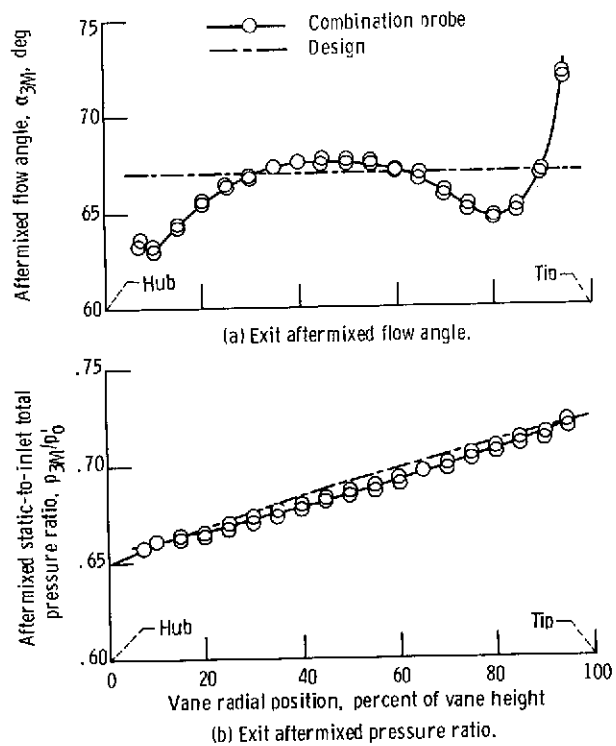 75
Combination probe
Design
70
65
60
Aftermixed flow angle, α3M, deg
Hub
Tip
(a) Exit aftermixed flow angle.
.75
.70
.65
.60
Aftermixed static-to-inlet total
pressure ratio, p3M/p'0
Hub
Tip
0 20 40 60 80 100
Vane radial position, percent of vane height
(b) Exit aftermixed pressure ratio.